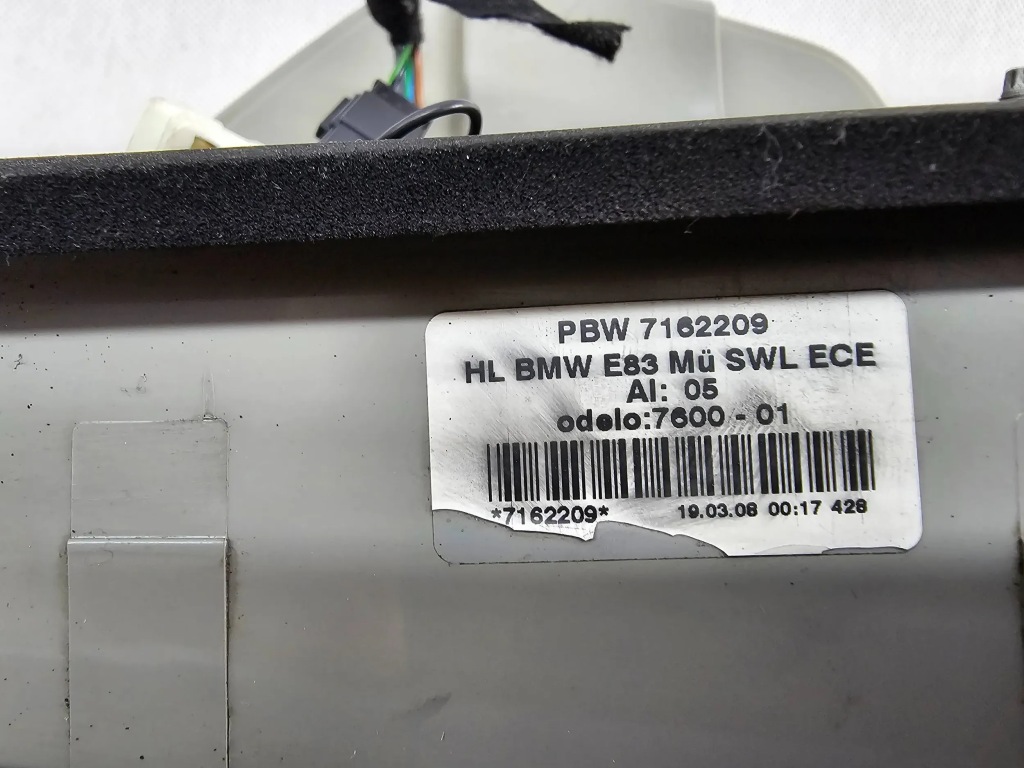 PBW 7162209
HL BMW E83 Mü SWL ECE
AI: 05
odelo:7600 - 01
*7162209* 19.03.08 00:17 428